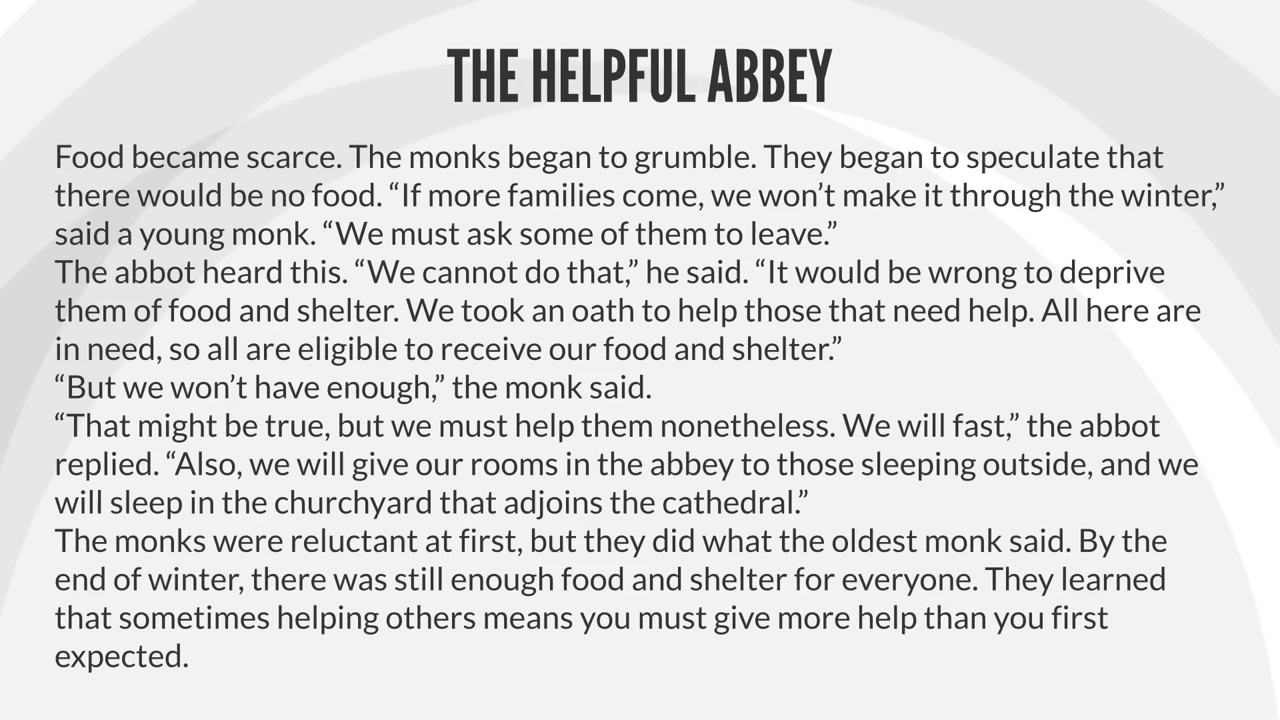 THE HELPFUL ABBEY
Food became scarce. The monks began to grumble. They began to speculate that
there would be no food. “If more families come, we won’t make it through the winter,”
said a young monk. “We must ask some of them to leave.”
The abbot heard this. “We cannot do that,” he said. “It would be wrong to deprive
them of food and shelter. We took an oath to help those that need help. All here are
in need, so all are eligible to receive our food and shelter.”
“But we won’t have enough,” the monk said.
“That might be true, but we must help them nonetheless. We will fast,” the abbot
replied. “Also, we will give our rooms in the abbey to those sleeping outside, and we
will sleep in the churchyard that adjoins the cathedral.”
The monks were reluctant at first, but they did what the oldest monk said. By the
end of winter, there was still enough food and shelter for everyone. They learned
that sometimes helping others means you must give more help than you first
expected.